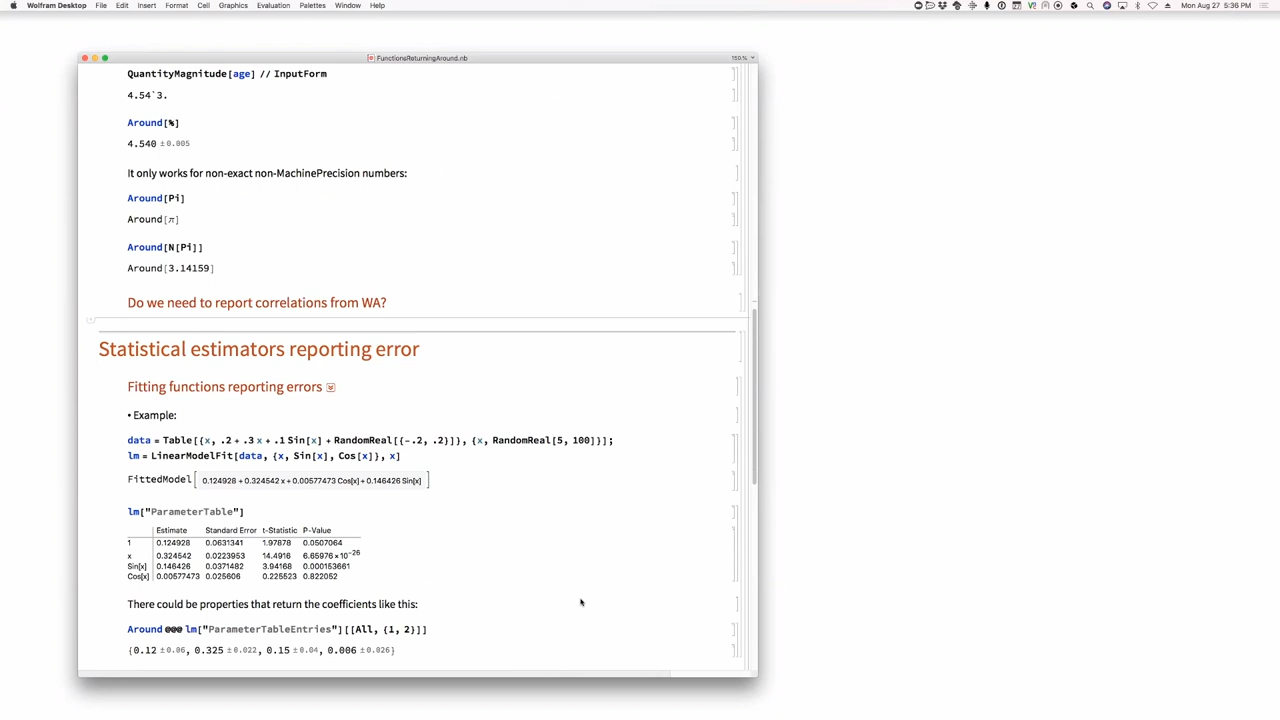 Wolfram Desktop File Edit Insert Format Cell Graphics Evaluation Palettes Window Help Mon Aug 27 5:36 PM
FunctionsReturningAround.nb 150%
QuantityMagnitude[age] // InputForm
4.54`3.
Around[%]
4.540 ±0.005
It only works for non-exact non-MachinePrecision numbers:
Around[Pi]
Around[π]
Around[N[Pi]]
Around[3.14159]
Do we need to report correlations from WA?
Statistical estimators reporting error
Fitting functions reporting errors
• Example:
data = Table[{x, .2 + .3 x + .1 Sin[x] + RandomReal[{-.2, .2}]}, {x, RandomReal[5, 100]}];
lm = LinearModelFit[data, {x, Sin[x], Cos[x]}, x]
FittedModel[ 0.124928 + 0.324542 x + 0.00577473 Cos[x] + 0.146426 Sin[x] ]
lm["ParameterTable"]
Estimate Standard Error t-Statistic P-Value
1 0.124928 0.0631341 1.97878 0.0507064
x 0.324542 0.0223953 14.4916 6.65976×10⁻²⁶
Sin[x] 0.146426 0.0371482 3.94168 0.000153661
Cos[x] 0.00577473 0.025606 0.225523 0.822052
There could be properties that return the coefficients like this:
Around @@@ lm["ParameterTableEntries"][[All, {1, 2}]]
{0.12 ±0.06, 0.325 ±0.022, 0.15 ±0.04, 0.006 ±0.026}